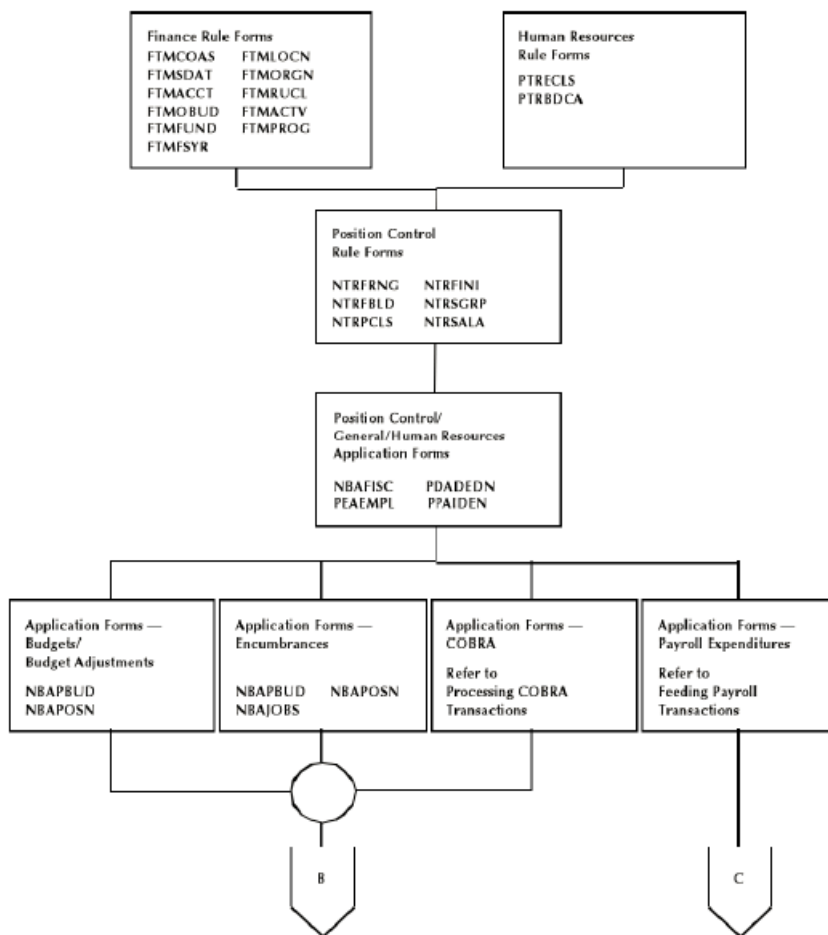 Finance Rule Forms
FTMCOAS FTMLOCN
FTMSDAT FTMORGN
FTMACCT FTMRUCL
FTMOBUD FTMACTV
FTMFUND FTMPROG
FTMFSYR
Human Resources
Rule Forms
PTRECLS
PTRBDCA
Position Control
Rule Forms
NTRFRNG NTRFINI
NTRFBLD NTRSGRP
NTRPCLS NTRSALA
Position Control/
General/Human Resources
Application Forms
NBAFISC PDADEDN
PEAEMPL PPAIDEN
Application Forms —
Budgets/
Budget Adjustments
NBAPBUD
NBAPOSN
Application Forms —
Encumbrances
NBAPBUD NBAPOSN
NBAJOBS
Application Forms —
COBRA
Refer to
Processing COBRA
Transactions
Application Forms —
Payroll Expenditures
Refer to
Feeding Payroll
Transactions
B
C